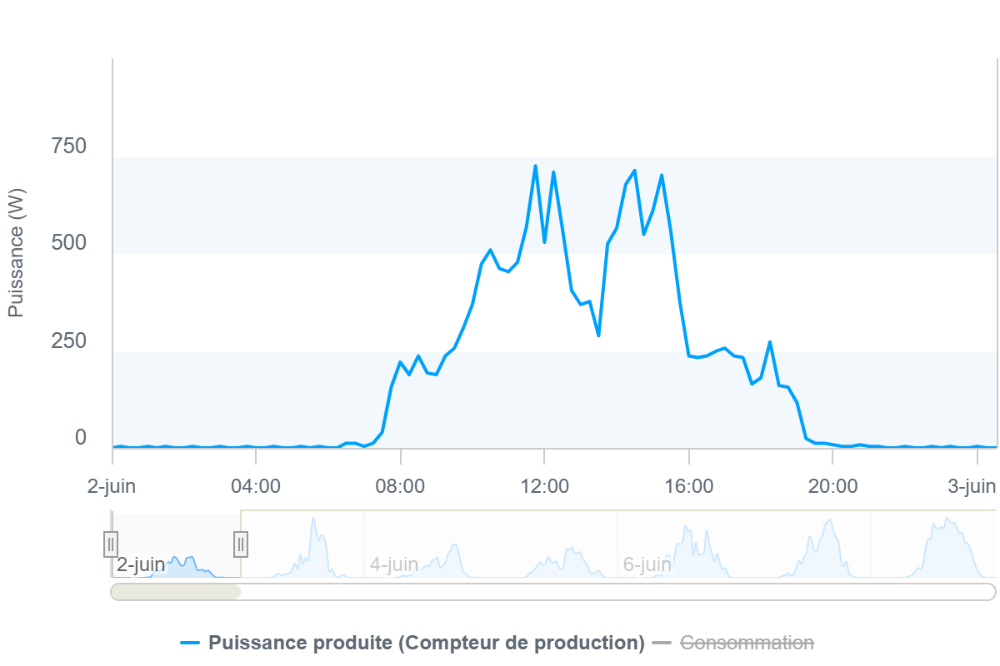 Puissance (W)
750
500
250
0
2-juin 04:00 08:00 12:00 16:00 20:00 3-juin
2-juin 4-juin 6-juin
Puissance produite (Compteur de production) Consommation